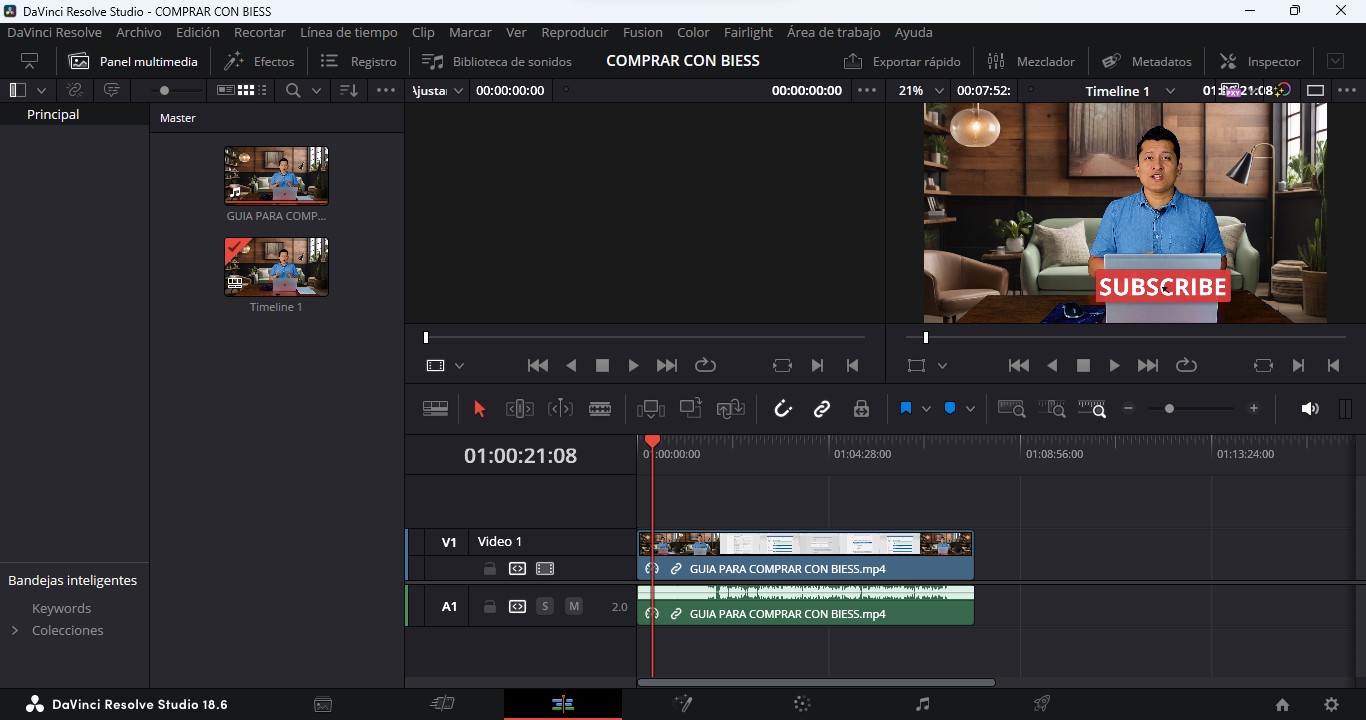 DaVinci Resolve Studio - COMPRAR CON BIESS
DaVinci Resolve Archivo Edición Recortar Línea de tiempo Clip Marcar Ver Reproducir Fusion Color Fairlight Área de trabajo Ayuda
Panel multimedia Efectos Registro Biblioteca de sonidos COMPRAR CON BIESS Exportar rápido Mezclador Metadatos Inspector
Ajustar 00:00:00:00 00:00:00:00 21% 00:07:52: Timeline 1
Principal
Master
GUIA PARA COMP...
Timeline 1
SUBSCRIBE
01:00:21:08
01:00:00:00 01:04:28:00 01:08:56:00 01:13:24:00
V1 Video 1
GUIA PARA COMPRAR CON BIESS.mp4
A1 S M 2.0
GUIA PARA COMPRAR CON BIESS.mp4
Bandejas inteligentes
Keywords
Colecciones
DaVinci Resolve Studio 18.6